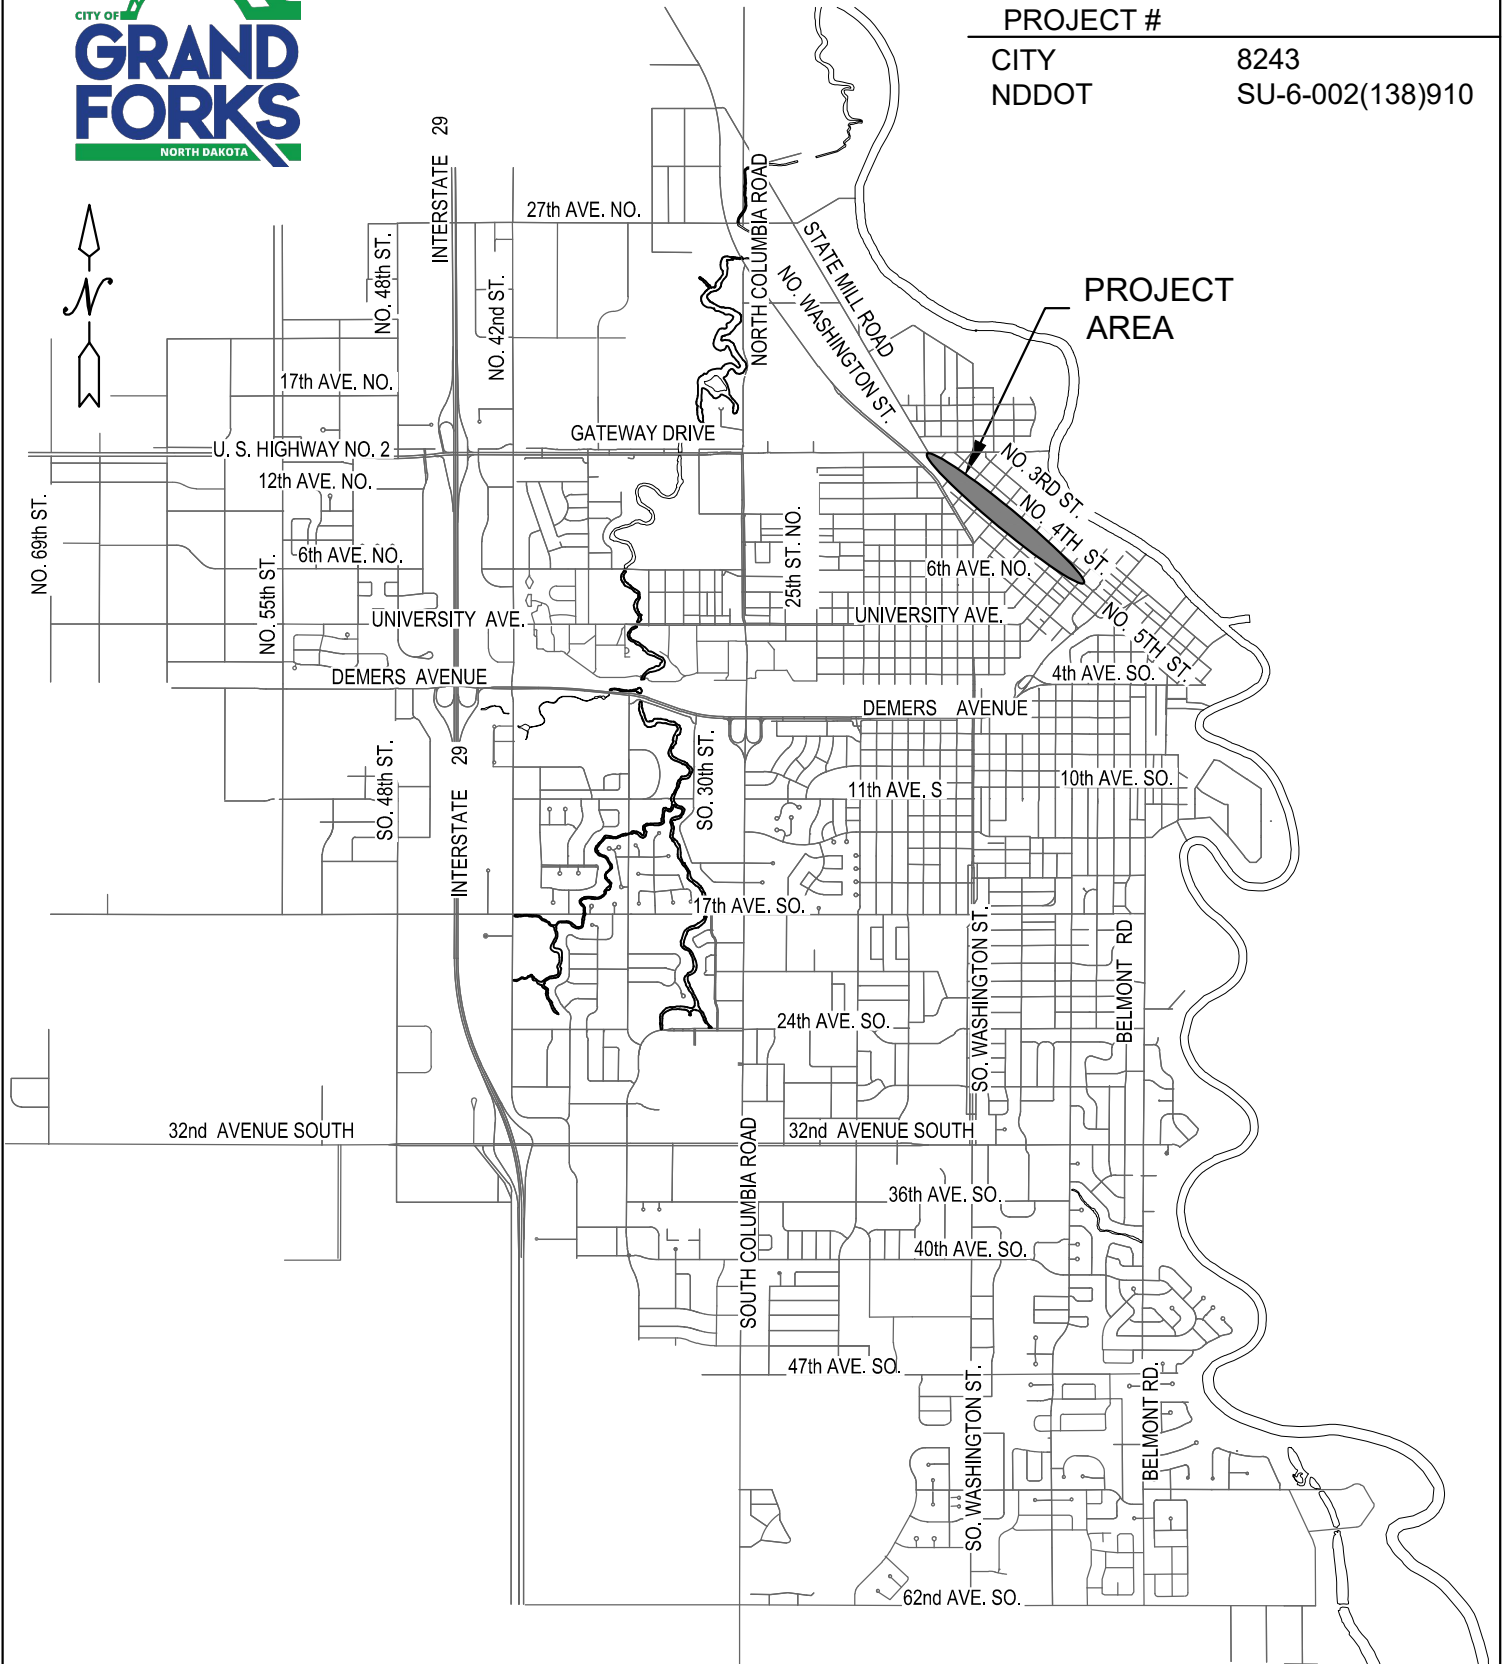 CITY OF
GRAND
FORKS
NORTH DAKOTA
PROJECT #
CITY 8243
NDDOT SU-6-002(138)910
N
PROJECT
AREA
INTERSTATE 29
27th AVE. NO.
NORTH COLUMBIA ROAD
STATE MILL ROAD
NO. WASHINGTON ST.
NO. 48th ST.
NO. 42nd ST.
17th AVE. NO.
GATEWAY DRIVE
U. S. HIGHWAY NO. 2
12th AVE. NO.
NO. 3RD ST.
NO. 4TH ST.
NO. 69th ST.
25th ST. NO.
6th AVE. NO.
6th AVE. NO.
NO. 55th ST.
UNIVERSITY AVE.
UNIVERSITY AVE.
NO. 5TH ST.
DEMERS AVENUE
4th AVE. SO.
DEMERS AVENUE
SO. 48th ST.
INTERSTATE 29
SO. 30th ST.
11th AVE. S
10th AVE. SO.
17th AVE. SO.
SO. WASHINGTON ST.
BELMONT RD
24th AVE. SO.
32nd AVENUE SOUTH
32nd AVENUE SOUTH
SOUTH COLUMBIA ROAD
36th AVE. SO.
40th AVE. SO.
47th AVE. SO.
SO. WASHINGTON ST.
BELMONT RD.
62nd AVE. SO.